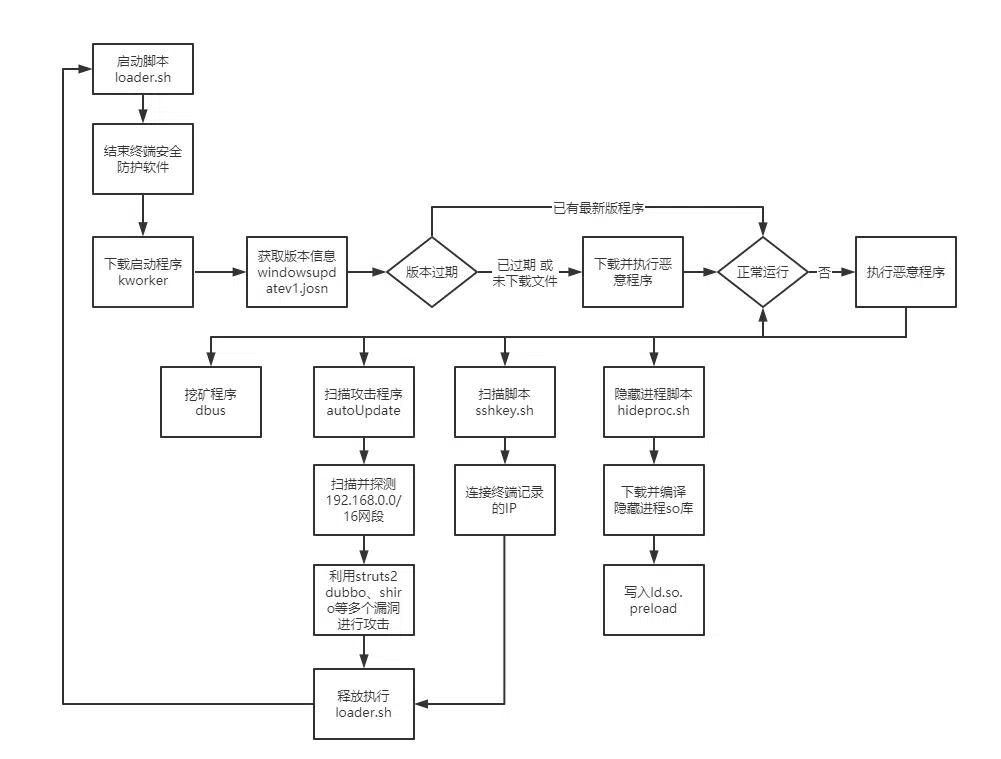 启动脚本
loader.sh
结束终端安全
防护软件
已有最新版程序
下载启动程序
kworker
获取版本信息
windowsupd
atev1.josn
版本过期
已过期 或
未下载文件
下载并执行恶
意程序
正常运行
否
执行恶意程序
挖矿程序
dbus
扫描攻击程序
autoUpdate
扫描脚本
sshkey.sh
隐藏进程脚本
hideproc.sh
扫描并探测
192.168.0.0/
16网段
连接终端记录
的IP
下载并编译
隐藏进程so库
利用struts2
dubbo、shir
o等多个漏洞
进行攻击
写入ld.so.
preload
释放执行
loader.sh